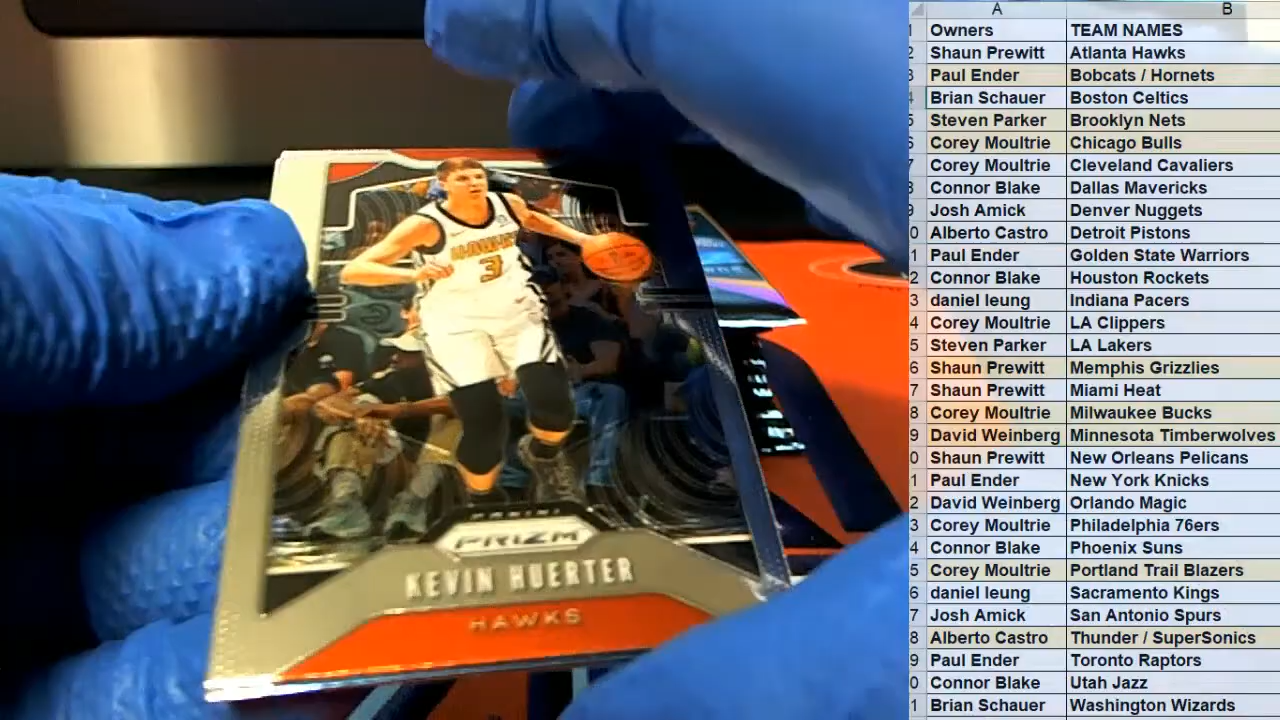 HAWKS
3
PANINI
PRIZM
KEVIN HUERTER
HAWKS
A B
Owners TEAM NAMES
2 Shaun Prewitt Atlanta Hawks
3 Paul Ender Bobcats / Hornets
4 Brian Schauer Boston Celtics
5 Steven Parker Brooklyn Nets
6 Corey Moultrie Chicago Bulls
7 Corey Moultrie Cleveland Cavaliers
8 Connor Blake Dallas Mavericks
9 Josh Amick Denver Nuggets
0 Alberto Castro Detroit Pistons
1 Paul Ender Golden State Warriors
2 Connor Blake Houston Rockets
3 daniel leung Indiana Pacers
4 Corey Moultrie LA Clippers
5 Steven Parker LA Lakers
6 Shaun Prewitt Memphis Grizzlies
7 Shaun Prewitt Miami Heat
8 Corey Moultrie Milwaukee Bucks
9 David Weinberg Minnesota Timberwolves
0 Shaun Prewitt New Orleans Pelicans
1 Paul Ender New York Knicks
2 David Weinberg Orlando Magic
3 Corey Moultrie Philadelphia 76ers
4 Connor Blake Phoenix Suns
5 Corey Moultrie Portland Trail Blazers
6 daniel leung Sacramento Kings
7 Josh Amick San Antonio Spurs
8 Alberto Castro Thunder / SuperSonics
9 Paul Ender Toronto Raptors
0 Connor Blake Utah Jazz
1 Brian Schauer Washington Wizards